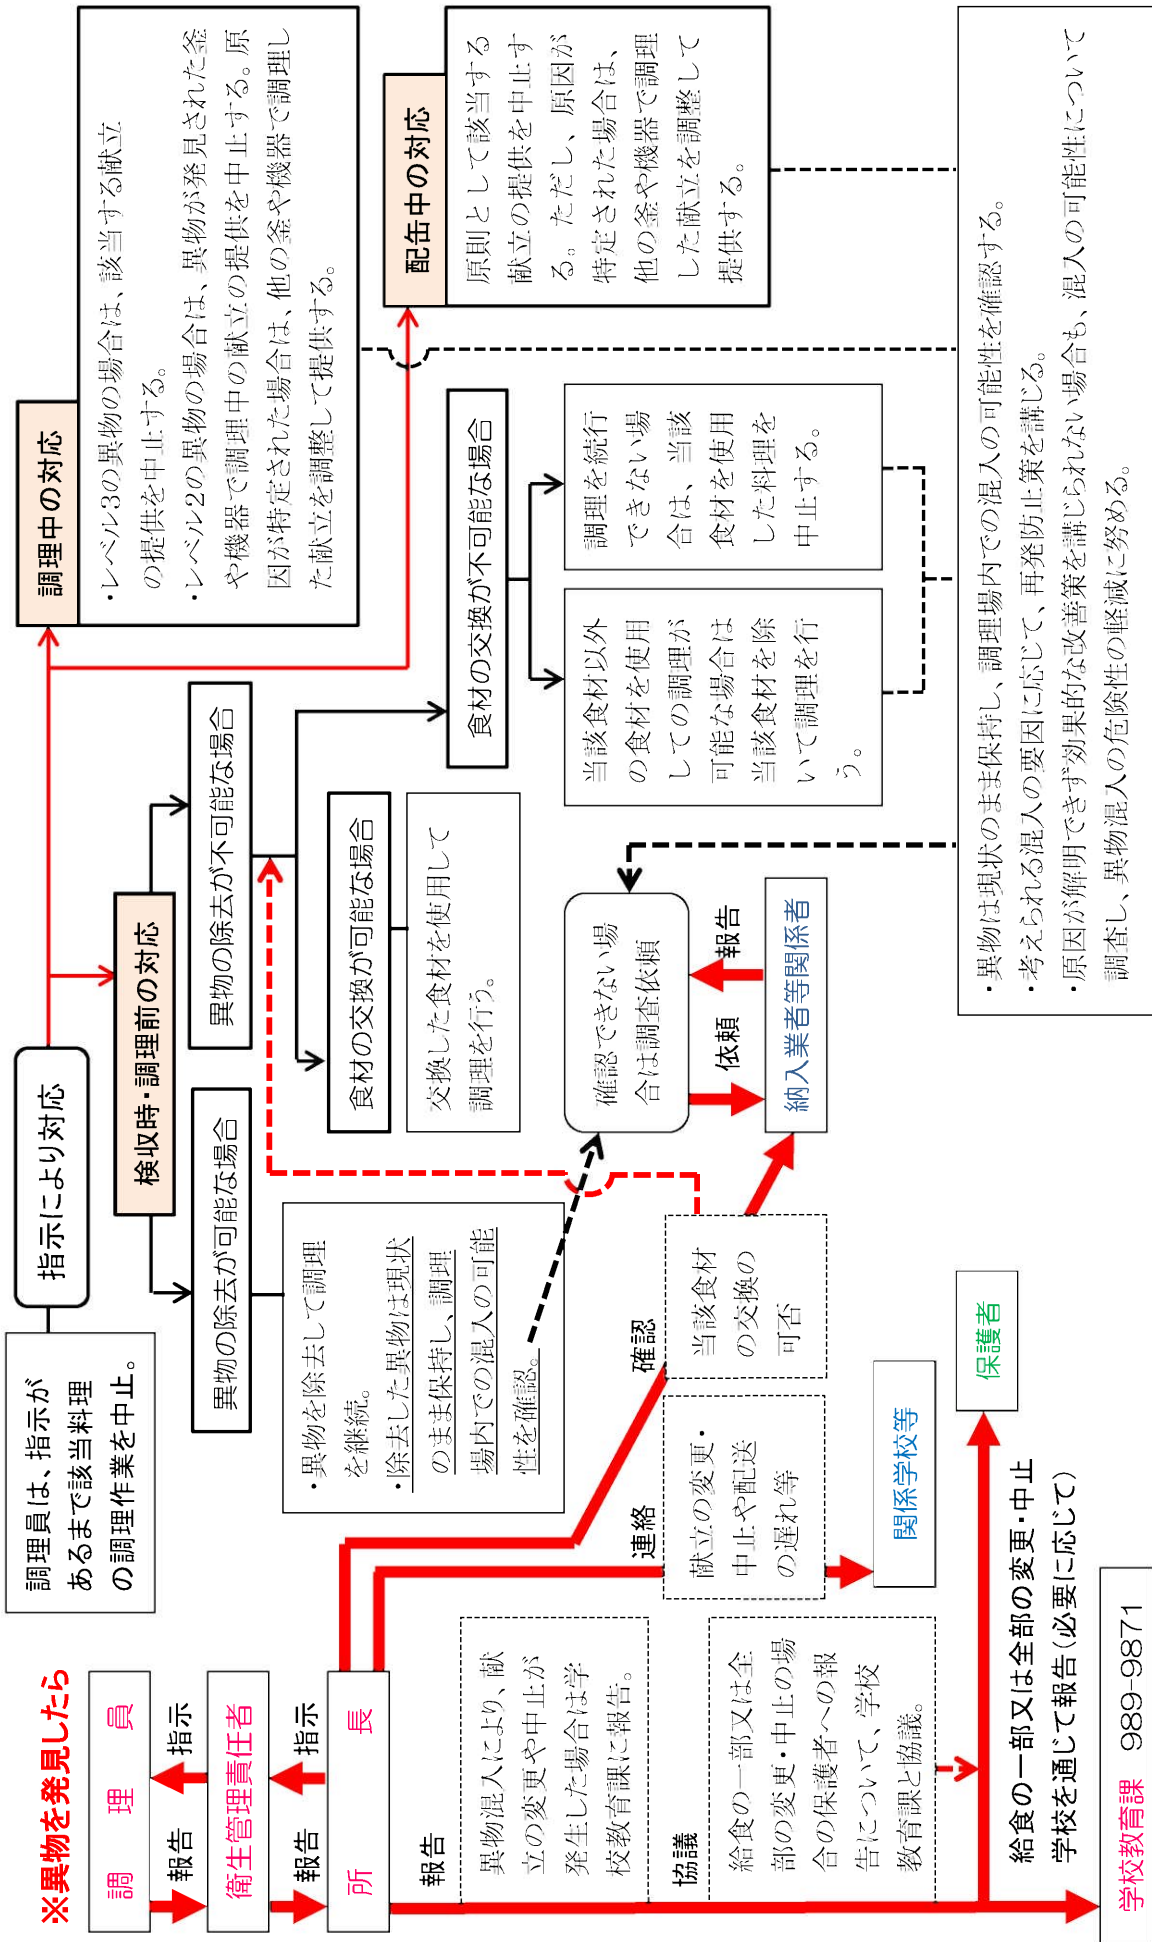 ※異物を発見したら
調理員
報告
指示
衛生管理責任者
報告
指示
所長
調理員は、指示が
あるまで該当料理
の調理作業を中止。
指示により対応
検収時・調理前の対応
異物の除去が可能な場合
・異物を除去して調理
を継続。
・除去した異物は現状
のまま保持し、調理
場内での混入の可能
性を確認。
異物の除去が不可能な場合
食材の交換が可能な場合
交換した食材を使用して
調理を行う。
食材の交換が不可能な場合
当該食材以外
の食材を使用
しての調理が
可能な場合は
当該食材を除
いて調理を行
う。
調理を続行
できない場
合は、当該
食材を使用
した料理を
中止する。
調理中の対応
・レベル3の異物の場合は、該当する献立
の提供を中止する。
・レベル2の異物の場合は、異物が発見された釜
や機器で調理中の献立の提供を中止する。原
因が特定された場合は、他の釜や機器で調理し
た献立を調整して提供する。
配缶中の対応
原則として該当する
献立の提供を中止す
る。ただし、原因が
特定された場合は、
他の釜や機器で調理
した献立を調整して
提供する。
報告
異物混入により、献
立の変更や中止が
発生した場合は学
校教育課に報告。
協議
給食の一部又は全
部の変更・中止の場
合の保護者への報
告について、学校
教育課と協議。
連絡
献立の変更・
中止や配送
の遅れ等
関係学校等
確認
当該食材
の交換の
可否
確認できない場
合は調査依頼
依頼
報告
納入業者等関係者
保護者
給食の一部又は全部の変更・中止
学校を通じて報告(必要に応じて)
学校教育課 989-9871
・異物は現状のまま保持し、調理場内での混入の可能性を確認する。
・考えられる混入の要因に応じて、再発防止策を講じる。
・原因が解明できず効果的な改善策を講じられない場合も、混入の可能性について
調査し、異物混入の危険性の軽減に努める。